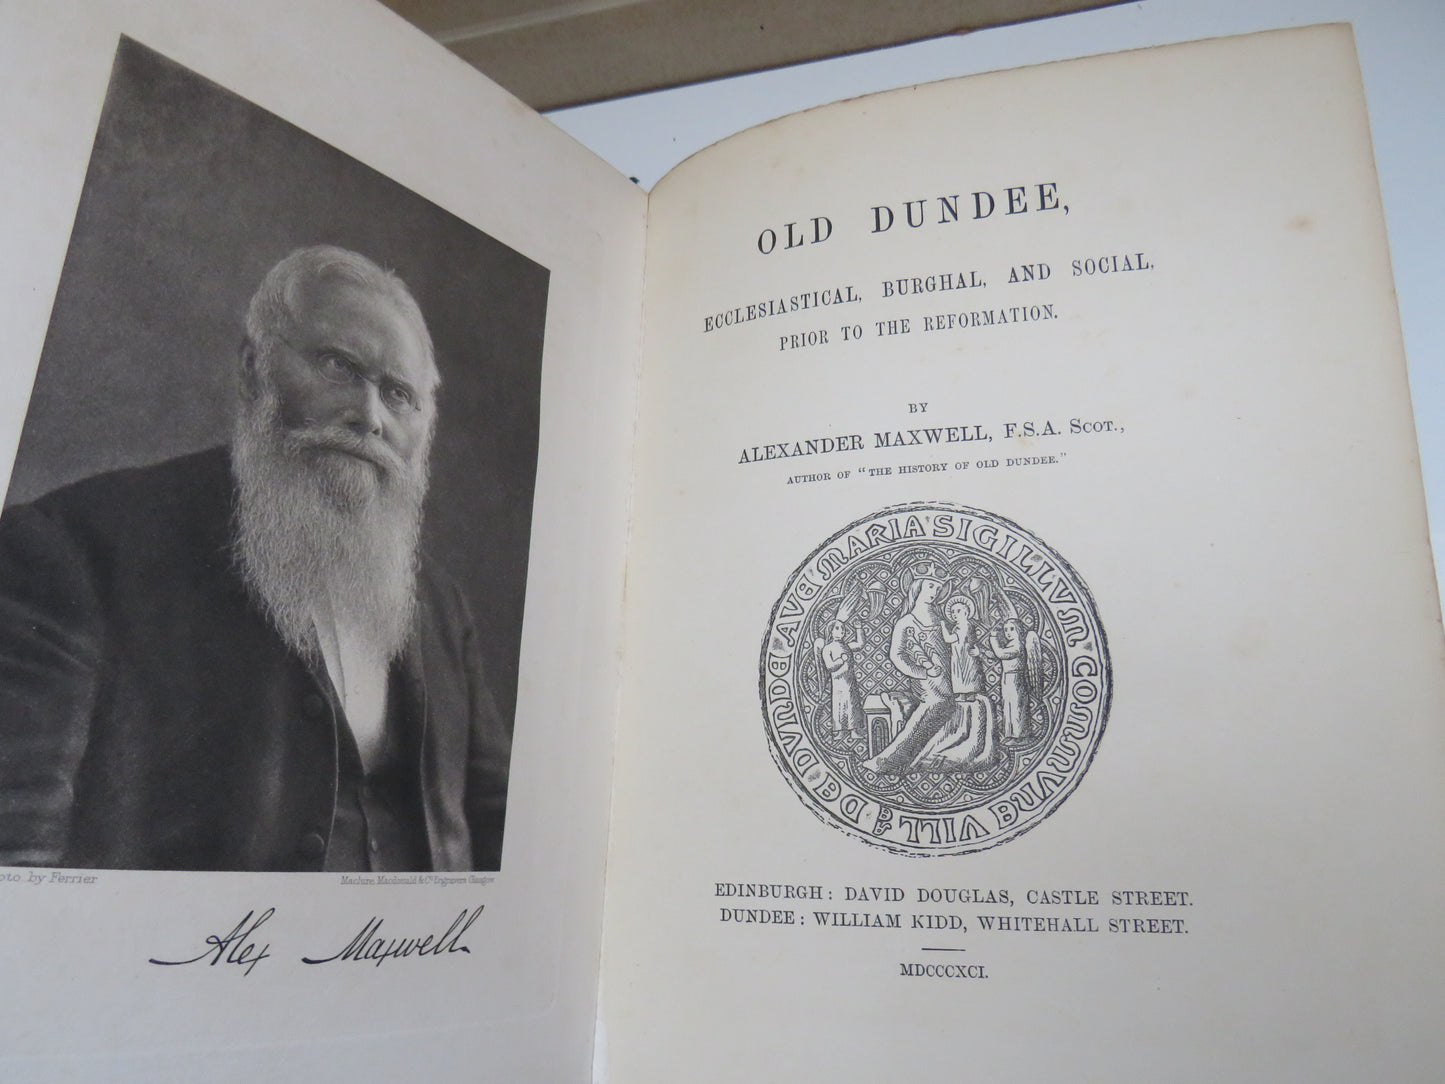 oto. by Ferrier
Maclure, Macdonald & Co. Engravers Glasgow
Alex Maxwell
OLD DUNDEE,
ECCLESIASTICAL, BURGHAL, AND SOCIAL,
PRIOR TO THE REFORMATION.
BY
ALEXANDER MAXWELL, F.S.A. Scot.,
AUTHOR OF "THE HISTORY OF OLD DUNDEE."
AVE MARIA SIGILLVM COMMVNE VILL DE DVNDE
EDINBURGH: DAVID DOUGLAS, CASTLE STREET.
DUNDEE: WILLIAM KIDD, WHITEHALL STREET.
MDCCCXCI.